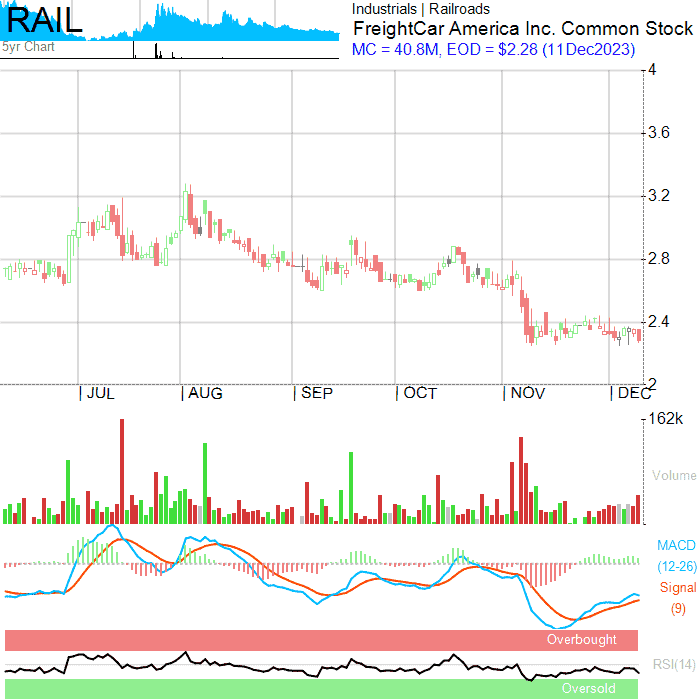 RAIL
5yr Chart
Industrials | Railroads
FreightCar America Inc. Common Stock
MC = 40.8M, EOD = $2.28 (11Dec2023)
4
3.6
3.2
2.8
2.4
2
JUL AUG SEP OCT NOV DEC
162k
Volume
MACD
(12-26)
Signal
(9)
Overbought
RSI(14)
Oversold